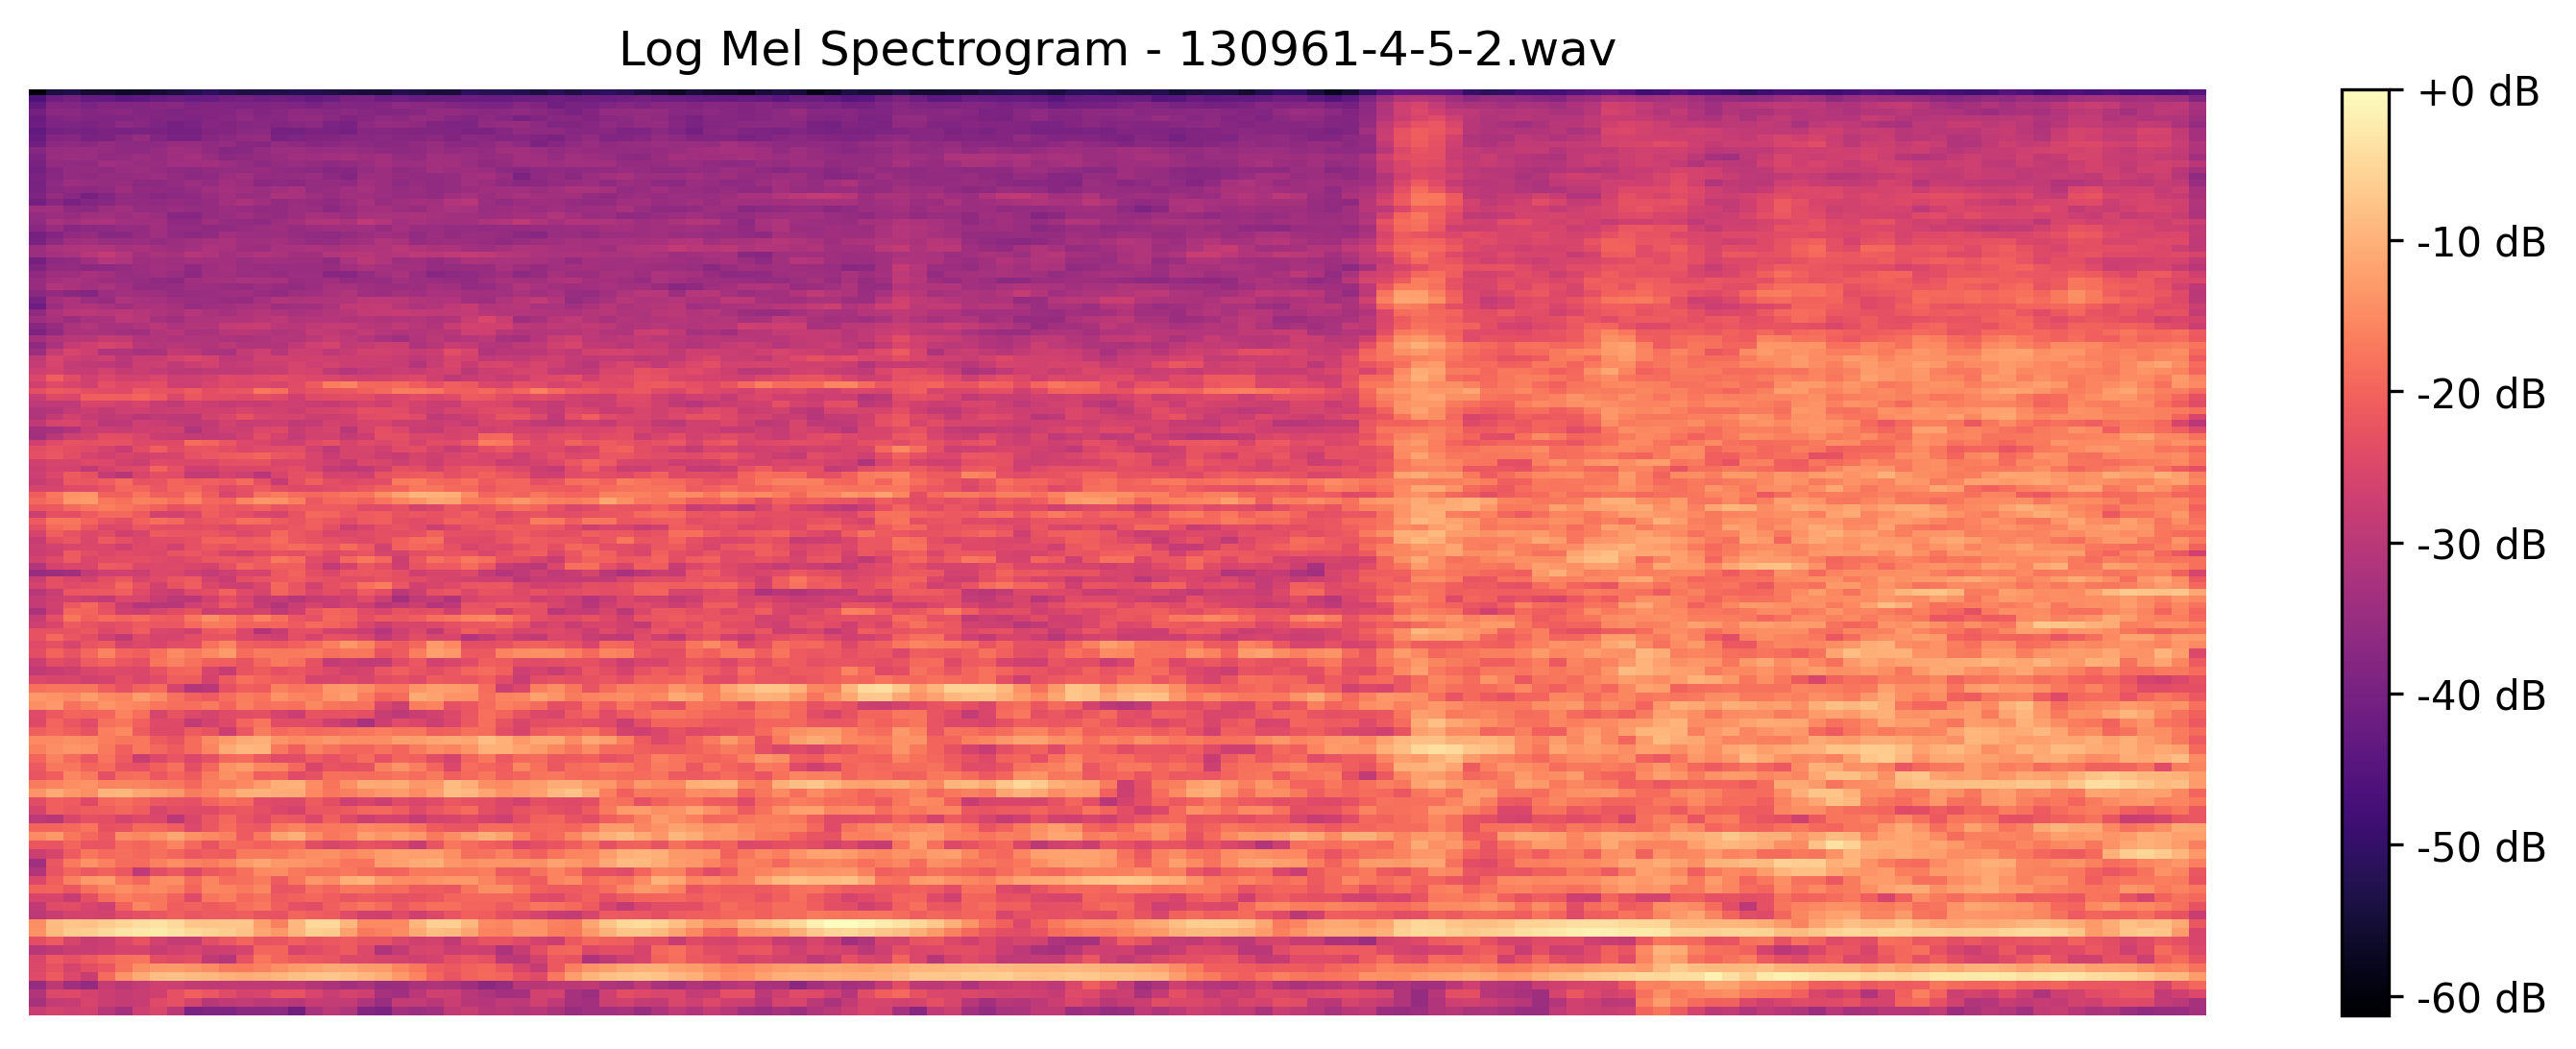 Log Mel Spectrogram - 130961-4-5-2.wav
+0 dB
-10 dB
-20 dB
-30 dB
-40 dB
-50 dB
-60 dB